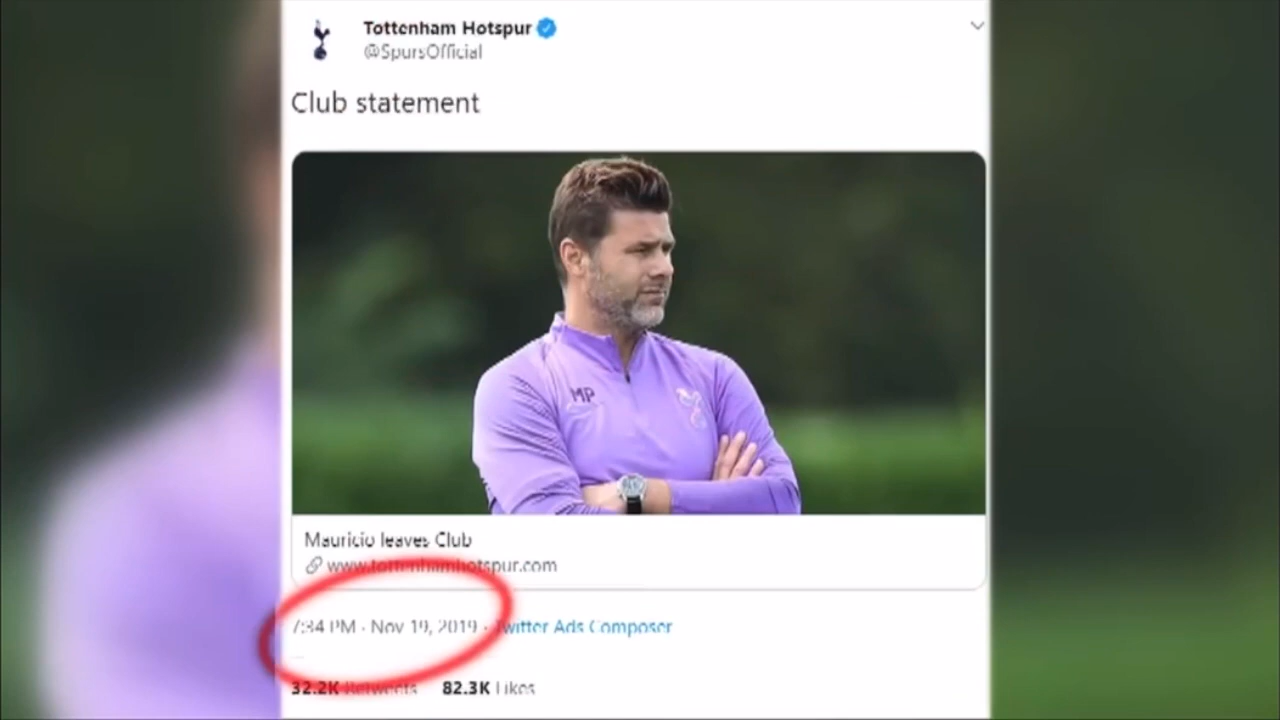 Tottenham Hotspur
@SpursOfficial
Club statement
MP
Mauricio leaves Club
www.tottenhamhotspur.com
7:34 PM · Nov 19, 2019 · Twitter Ads Composer
32.2K Retweets 82.3K Likes